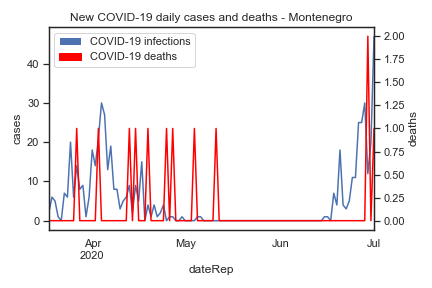 New COVID-19 daily cases and deaths - Montenegro
COVID-19 infections
COVID-19 deaths
cases
40
30
20
10
0
2.00
1.75
1.50
1.25
1.00
0.75
0.50
0.25
0.00
deaths
Apr
2020
May
Jun
Jul
dateRep